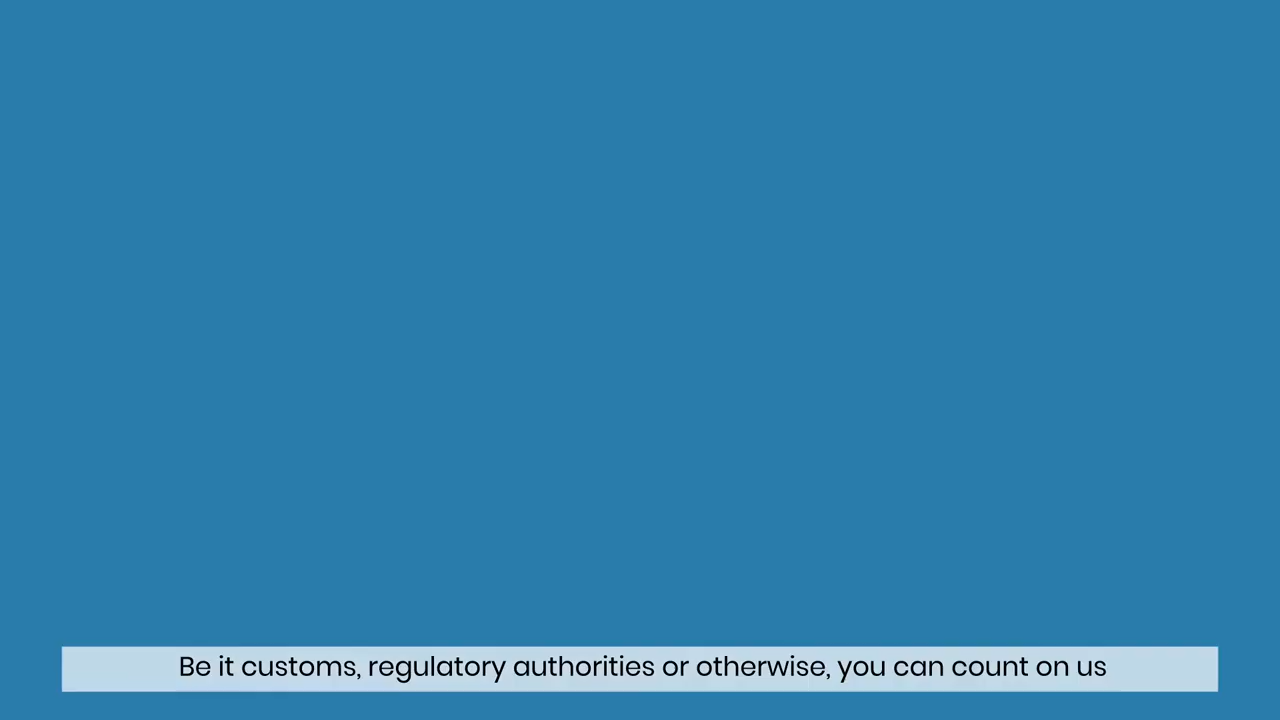 Be it customs, regulatory authorities or otherwise, you can count on us